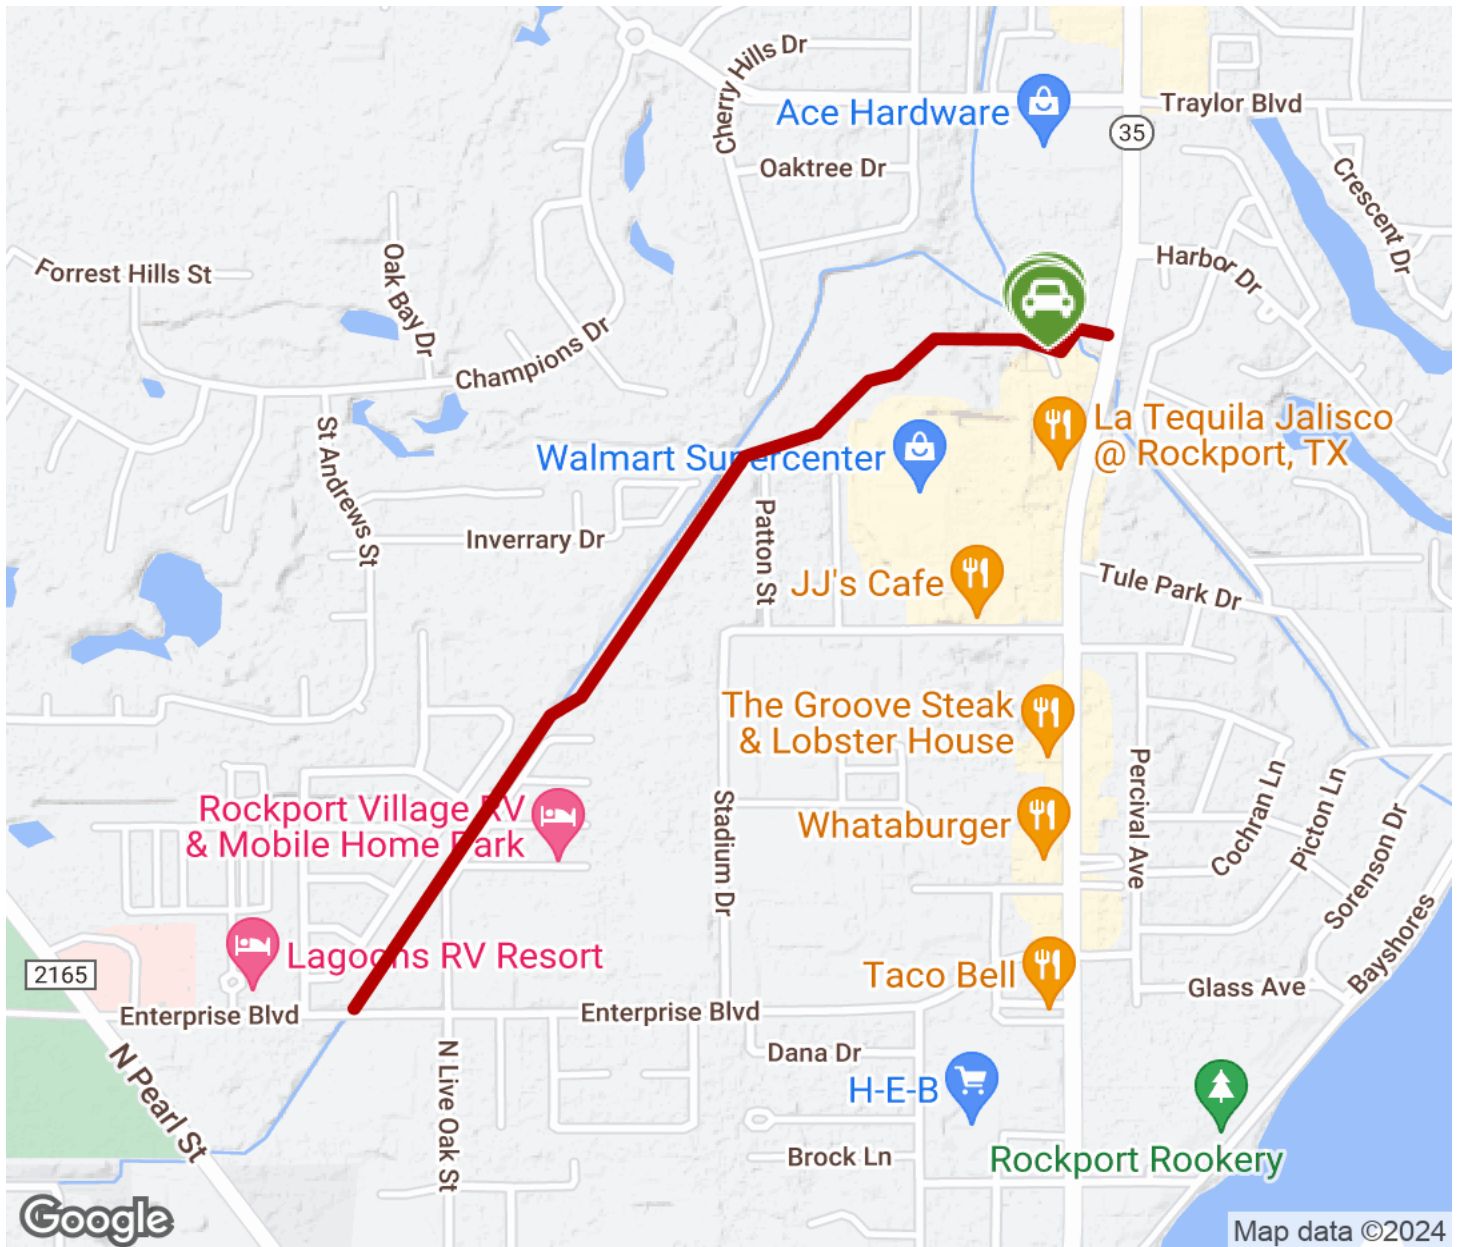 Cherry Hills Dr
Ace Hardware
Traylor Blvd
35
Oaktree Dr
Crescent Dr
Forrest Hills St
Oak Bay Dr
Harbor Dr
Champions Dr
La Tequila Jalisco
@ Rockport, TX
St Andrews St
Walmart Supercenter
Inverrary Dr
Patton St
JJ's Cafe
Tule Park Dr
The Groove Steak
& Lobster House
Percival Ave
Cochran Ln
Picton Ln
Sorenson Dr
Rockport Village RV
& Mobile Home Park
Stadium Dr
Whataburger
Bayshores
Lagoons RV Resort
2165
Taco Bell
Glass Ave
Enterprise Blvd
Enterprise Blvd
N Pearl St
N Live Oak St
Dana Dr
H-E-B
Brock Ln
Rockport Rookery
Google
Map data ©2024